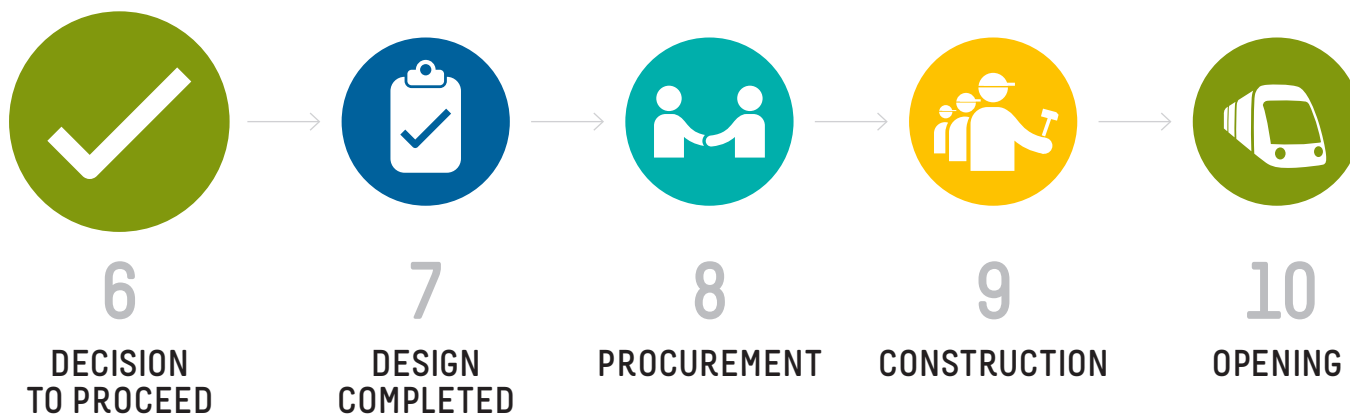 6
DECISION
TO PROCEED
7
DESIGN
COMPLETED
8
PROCUREMENT
9
CONSTRUCTION
10
OPENING